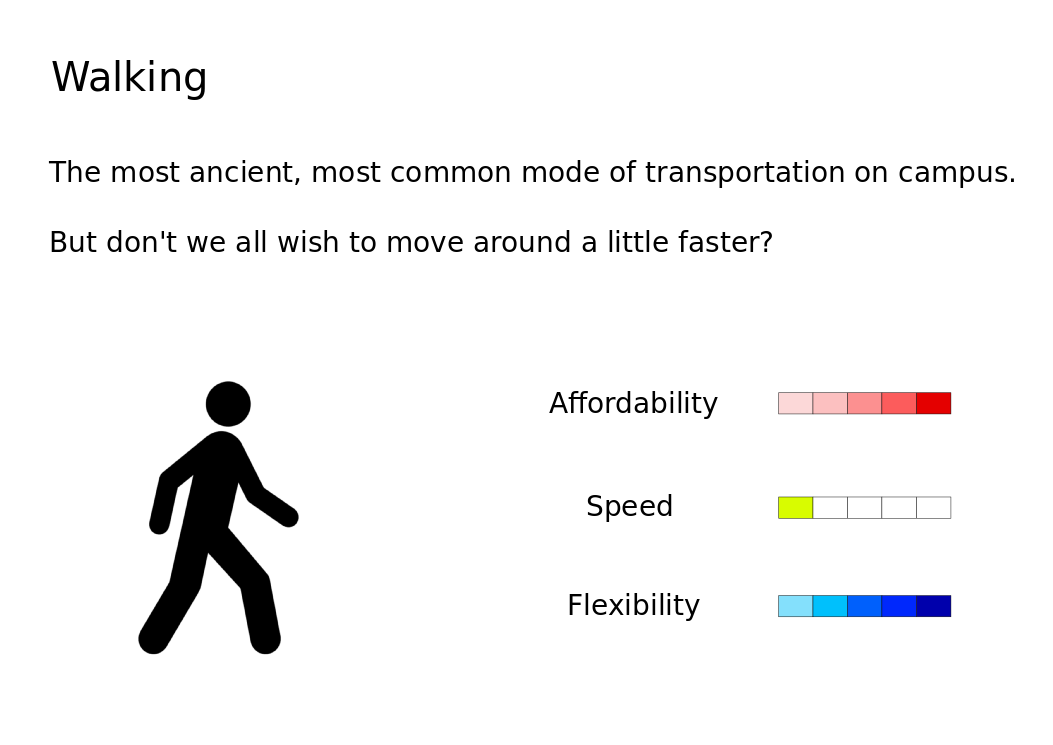 Walking
The most ancient, most common mode of transportation on campus.
But don't we all wish to move around a little faster?
Affordability
Speed
Flexibility